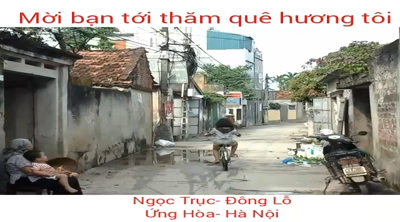 Mời bạn tới thăm quê hương tôi
Ngọc Trục- Đông Lỗ
Ứng Hòa- Hà Nội